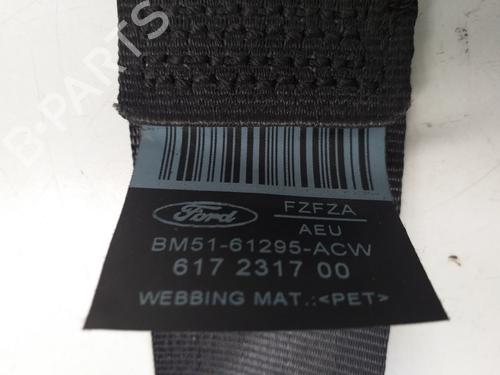 B-PARTS
Ford
FZFZA
AEU
BM51-61295-ACW
617 2317 00
WEBBING MAT.:<PET>